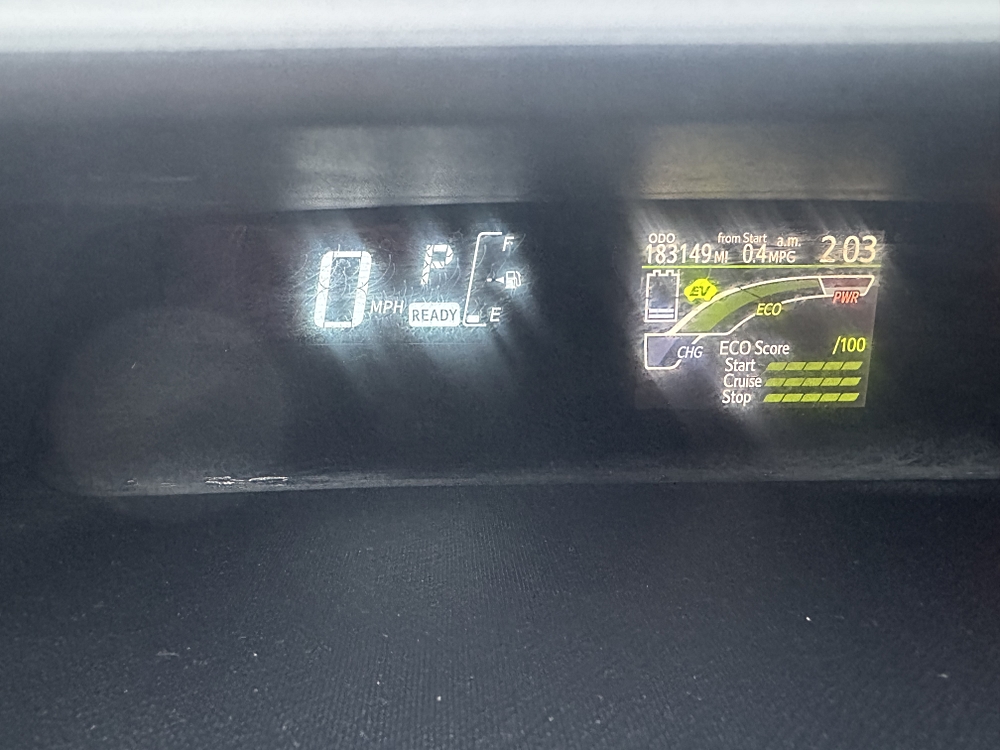 0 MPH
P
READY
F
E
ODO 183149 MI
from Start 0.4 MPG
a.m. 2 03
EV
ECO
PWR
CHG
ECO Score /100
Start
Cruise
Stop